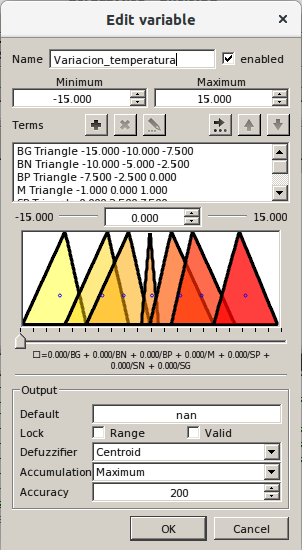 Edit variable
Name Variacion_temperatura enabled
Minimum Maximum
-15.000 15.000
Terms
BG Triangle -15.000 -10.000 -7.500
BN Triangle -10.000 -5.000 -2.500
BP Triangle -7.500 -2.500 0.000
M Triangle -1.000 0.000 1.000
-15.000 0.000 15.000
□=0.000/BG + 0.000/BN + 0.000/BP + 0.000/M + 0.000/SP +
0.000/SN + 0.000/SG
Output
Default nan
Lock Range Valid
Defuzzifier Centroid
Accumulation Maximum
Accuracy 200
OK Cancel